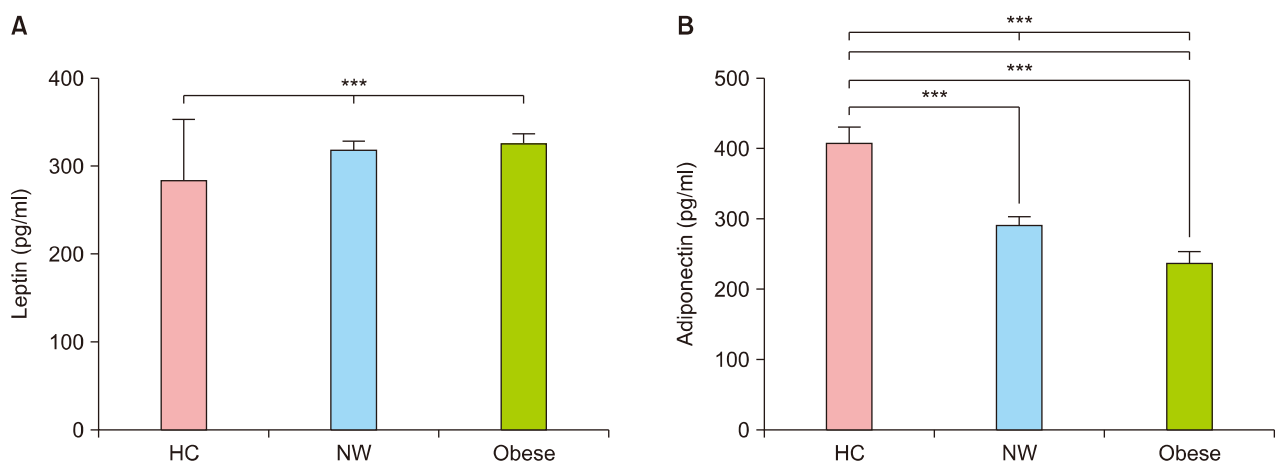 A
Leptin (pg/ml)
400
300
200
100
0
***
HC
NW
Obese
B
Adiponectin (pg/ml)
500
400
300
200
100
0
***
***
***
HC
NW
Obese